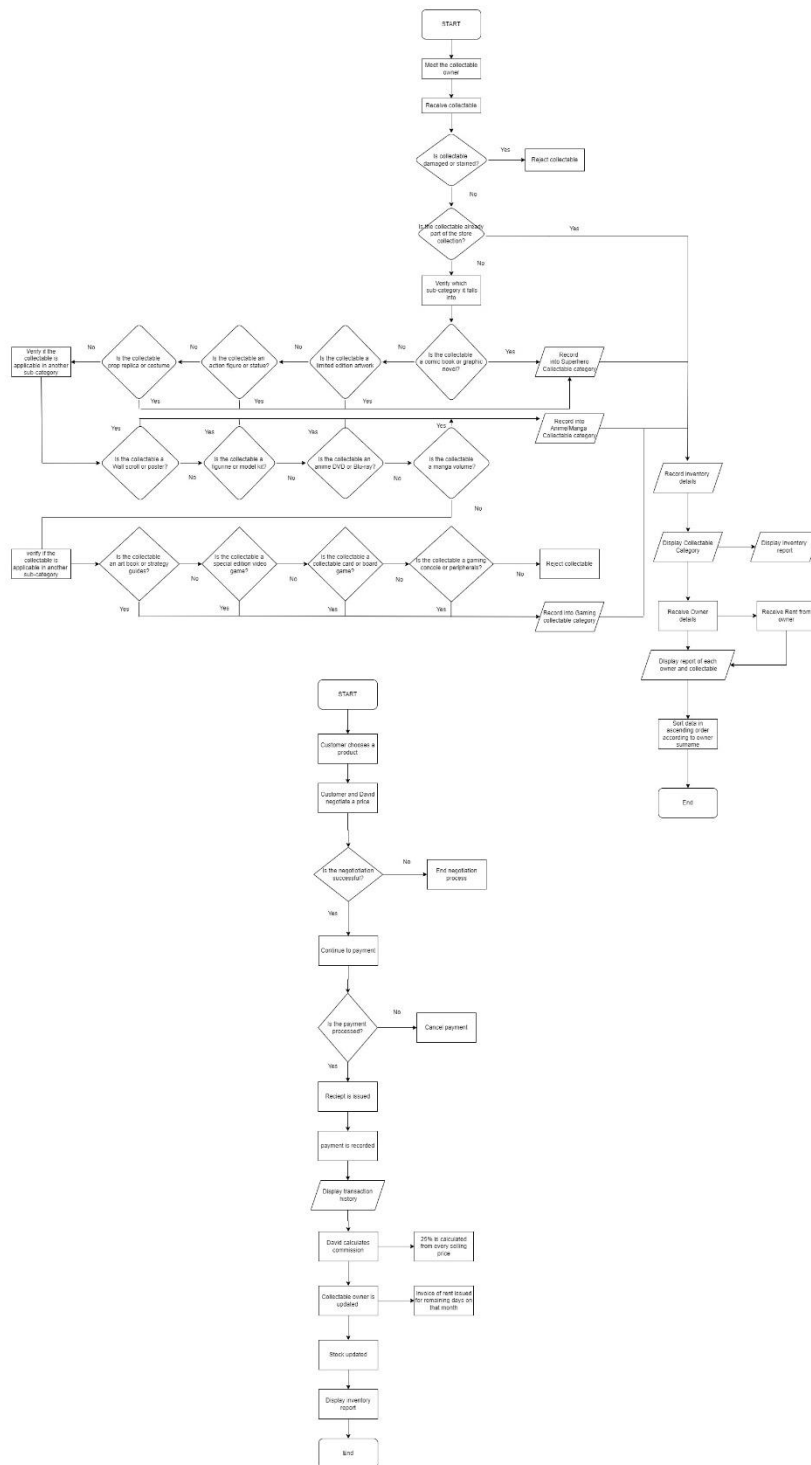 START
Meet the collectable
owner
Receive collectable
Is collectable
damaged or stained?
Yes
Reject collectable
No
Is the collectable already
part of the store
collection?
Yes
No
Verify which
sub-category it falls
into
Is the collectable
a comic book or graphic
novel?
Yes
Record
into Superhero
Collectable category
No
Is the collectable a
limited edition artwork
No
Is the collectable an
action figure or statue?
No
Is the collectable
prop replica or costume
No
Verify if the
collectable is
applicable in another
sub-category
Yes
Yes
Yes
Yes
Yes
Yes
Yes
Record into
Anime/Manga
Collectable category
Is the collectable a
Wall scroll or poster?
No
Is the collectable a
figurine or model kit?
No
Is the collectable an
anime DVD or Blu-ray?
No
Is the collectable
a manga volume?
No
Record inventory
details
Display Collectable
Category
Display Inventory
report
verify if the
collectable is
applicable in another
sub-category
Is the collectable
an art book or strategy
guides?
No
Is the collectable a
special edition video
game?
No
Is the collectable a
collectable card or board
game?
No
Is the collectable a gaming
console or peripherals?
No
Reject collectable
Yes
Yes
Yes
Yes
Record into Gaming
collectable category
Receive Owner
details
Receive Rent from
owner
Display report of each
owner and collectable
Sort data in
ascending order
according to owner
surname
End
START
Customer chooses a
product
Customer and David
negotiate a price
Is the negotiotiation
successful?
No
End negotiation
process
Yes
Continue to payment
Is the payment
processed?
No
Cancel payment
Yes
Reciept is issued
payment is recorded
Display transaction
history
David calculates
commission
25% is calculated
from every selling
price
Collectable owner is
updated
Invoice of rent issued
for remaining days on
that month
Stock updated
Display inventory
report
End